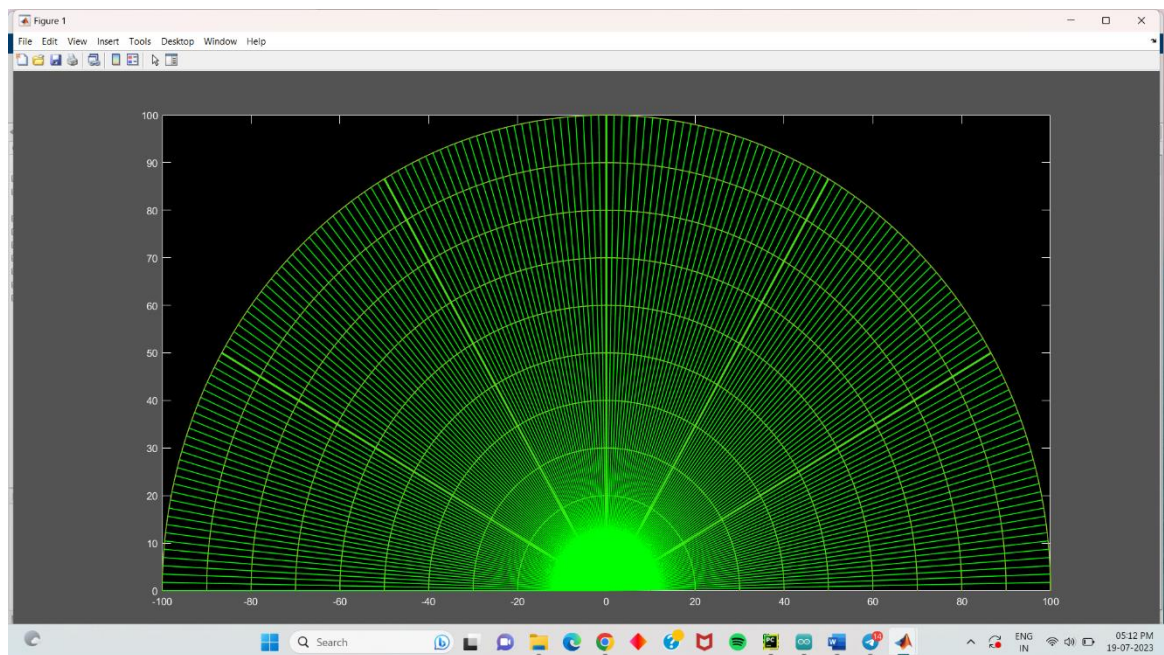 Figure 1
File Edit View Insert Tools Desktop Window Help
100
90
80
70
60
50
40
30
20
10
0
-100 -80 -60 -40 -20 0 20 40 60 80 100
Search
PC
W
14
ENG
IN
05:12 PM
19-07-2023